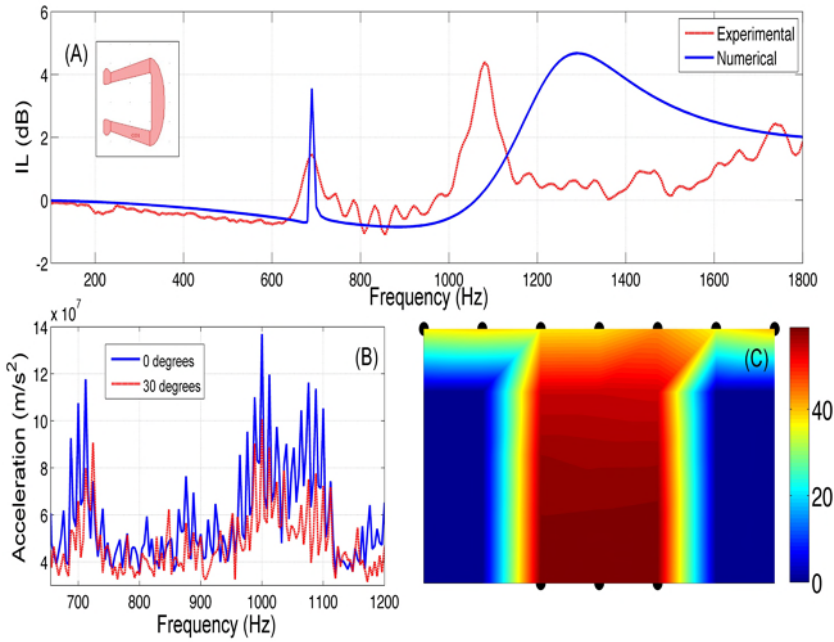 6
4
2
0
-2
IL (dB)
(A)
Experimental
Numerical
200 400 600 800 1000 1200 1400 1600 1800
Frequency (Hz)
x 10^7
14
12
10
8
6
4
Acceleration (m/s^2)
(B)
0 degrees
30 degrees
700 800 900 1000 1100 1200
Frequency (Hz)
(C)
40
20
0